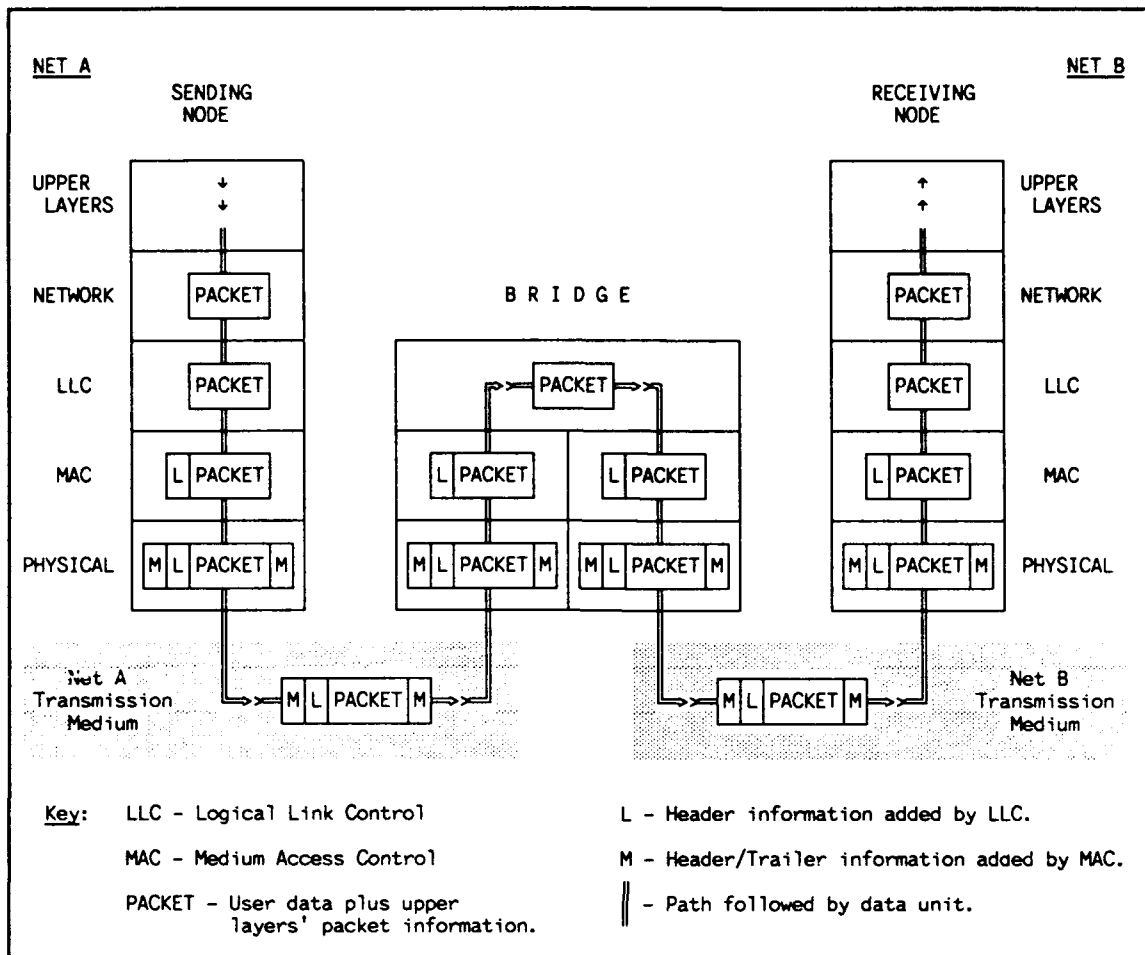 NET A
NET B
SENDING
NODE
RECEIVING
NODE
UPPER
LAYERS
UPPER
LAYERS
NETWORK
PACKET
B R I D G E
PACKET
NETWORK
LLC
PACKET
PACKET
PACKET
LLC
MAC
L PACKET
L PACKET
L PACKET
L PACKET
MAC
PHYSICAL
M L PACKET M
M L PACKET M
M L PACKET M
M L PACKET M
PHYSICAL
Net A
Transmission
Medium
M L PACKET M
M L PACKET M
Net B
Transmission
Medium
Key:
LLC - Logical Link Control
L - Header information added by LLC.
MAC - Medium Access Control
M - Header/Trailer information added by MAC.
PACKET - User data plus upper
layers' packet information.
- Path followed by data unit.